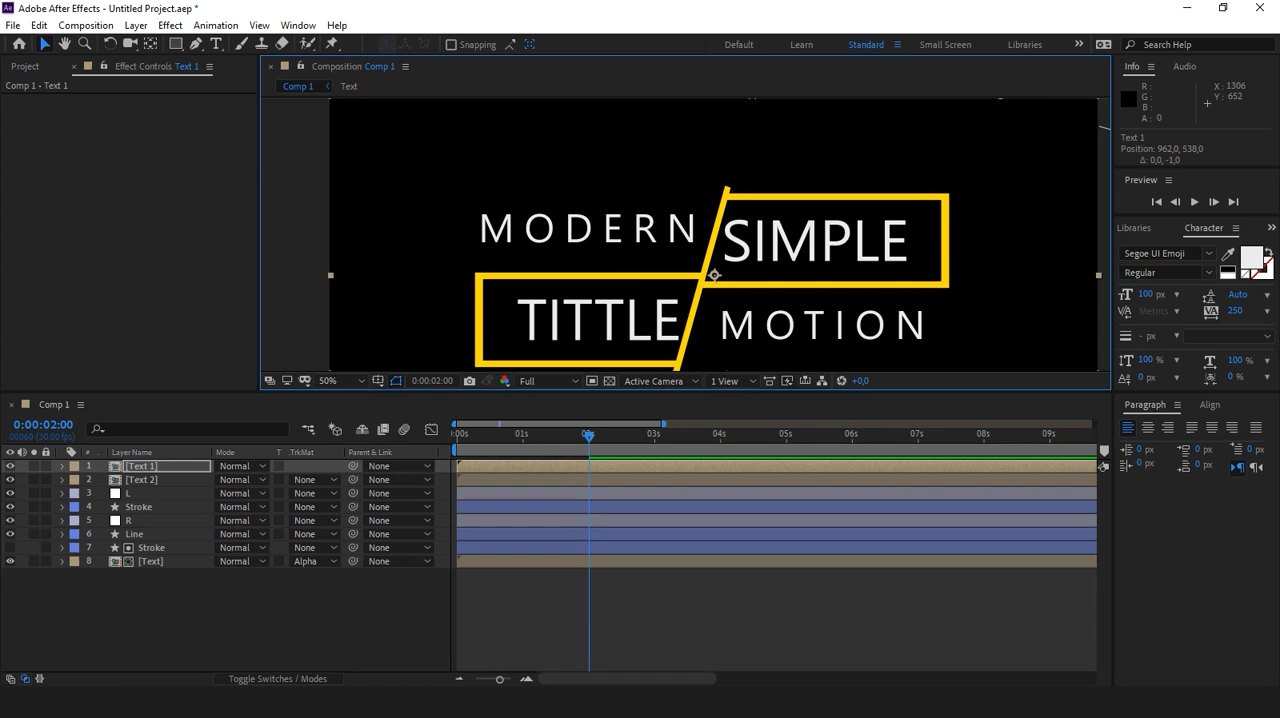 Adobe After Effects - Untitled Project.aep *
File Edit Composition Layer Effect Animation View Window Help
Snapping Default Learn Standard Small Screen Libraries Search Help
Project Effect Controls Text 1 Composition Comp 1 Info Audio
Comp 1 • Text 1 Comp 1 Text
R : X : 1306
G : Y : 652
B :
A : 0
Text 1
Position: 962,0, 538,0
Δ: 0,0, -1,0
Preview
Libraries Character
Segoe UI Emoji
Regular
100 px Auto
Metrics 250
- px
100 % 100 %
0 px 0 %
MODERN SIMPLE
TITTLE MOTION
50% 0:00:02:00 Full Active Camera 1 View +0,0
Comp 1 Paragraph Align
0:00:02:00
00060 (30.00 fps)
:00s 01s 02s 03s 04s 05s 06s 07s 08s 09s
0 px 0 px 0 px
0 px 0 px
# Layer Name Mode T .TrkMat Parent & Link
1 [Text 1] Normal None
2 [Text 2] Normal None None
3 L Normal None None
4 Stroke Normal None None
5 R Normal None None
6 Line Normal None None
7 Stroke Normal None None
8 [Text] Normal Alpha None
Toggle Switches / Modes